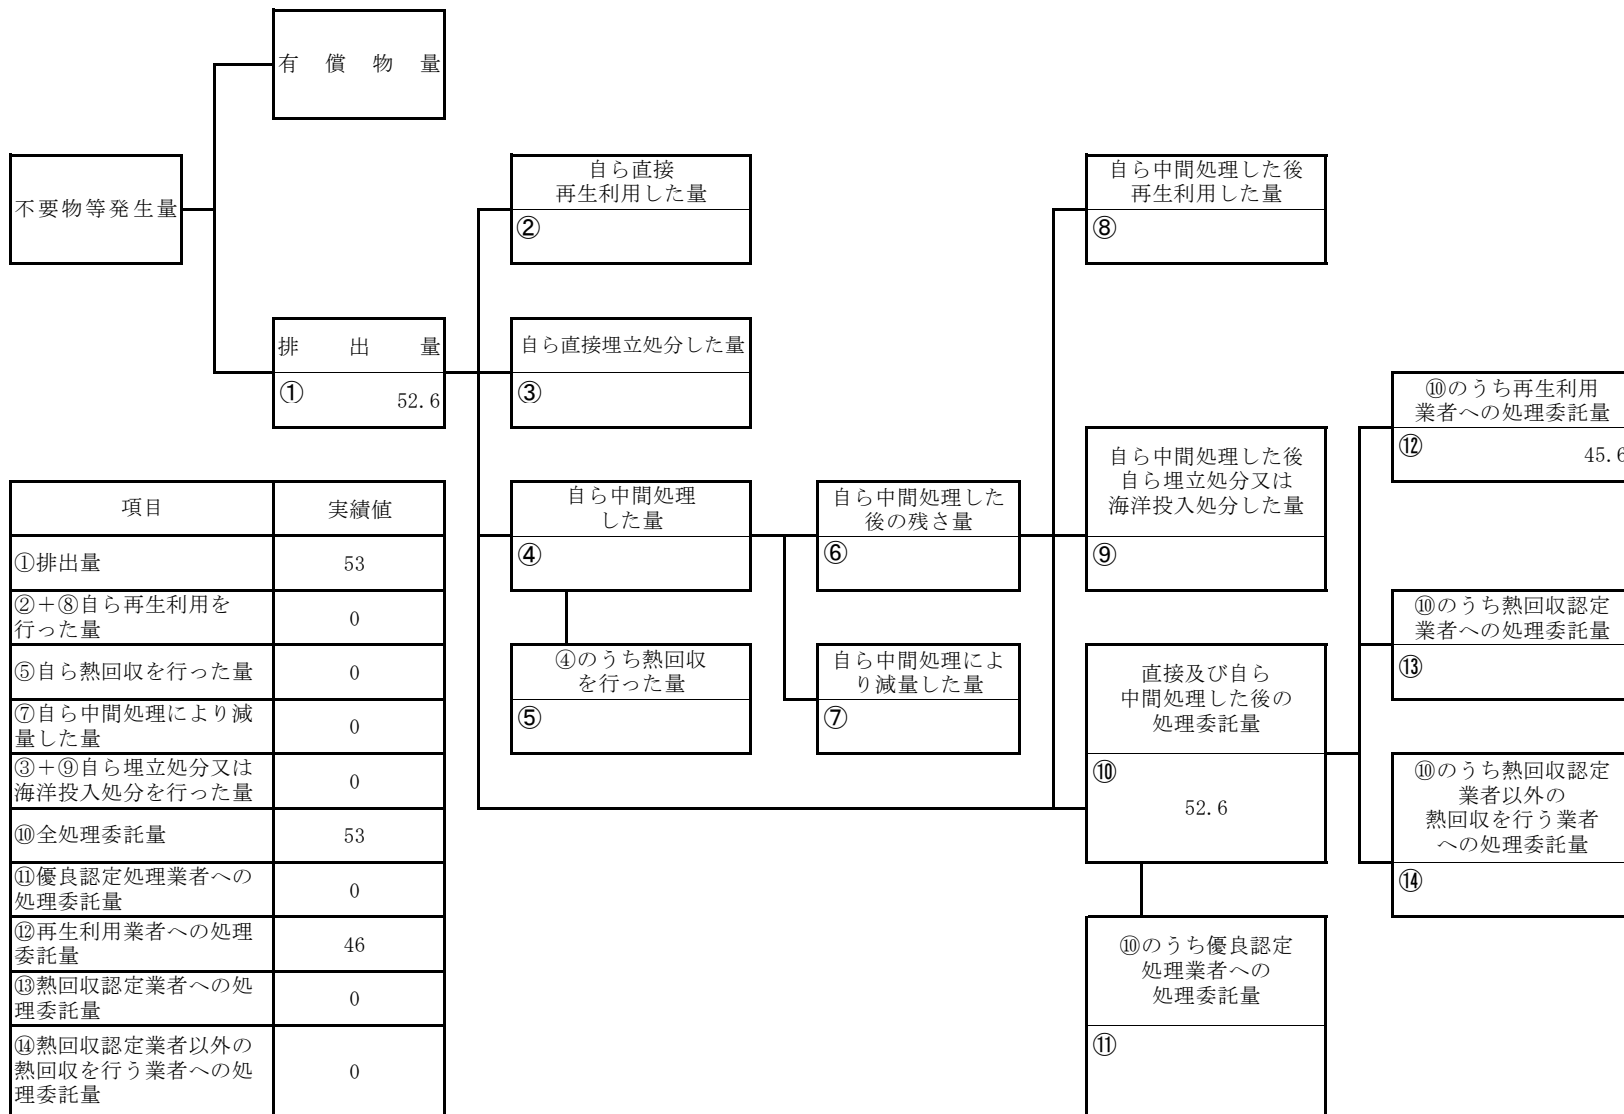 有償物量
不要物等発生量
排出量
①
52.6
自ら直接
再生利用した量
②
自ら直接埋立処分した量
③
自ら中間処理
した量
④
④のうち熱回収
を行った量
⑤
自ら中間処理した
後の残さ量
⑥
自ら中間処理によ
り減量した量
⑦
自ら中間処理した後
再生利用した量
⑧
自ら中間処理した後
自ら埋立処分又は
海洋投入処分した量
⑨
直接及び自ら
中間処理した後の
処理委託量
⑩
52.6
⑩のうち優良認定
処理業者への
処理委託量
⑪
⑩のうち再生利用
業者への処理委託量
⑫
45.6
⑩のうち熱回収認定
業者への処理委託量
⑬
⑩のうち熱回収認定
業者以外の
熱回収を行う業者
への処理委託量
⑭
項目 実績値
①排出量 53
②+⑧自ら再生利用を
行った量 0
⑤自ら熱回収を行った量 0
⑦自ら中間処理により減
量した量 0
③+⑨自ら埋立処分又は
海洋投入処分を行った量 0
⑩全処理委託量 53
⑪優良認定処理業者への
処理委託量 0
⑫再生利用業者への処理
委託量 46
⑬熱回収認定業者への処
理委託量 0
⑭熱回収認定業者以外の
熱回収を行う業者への処
理委託量 0